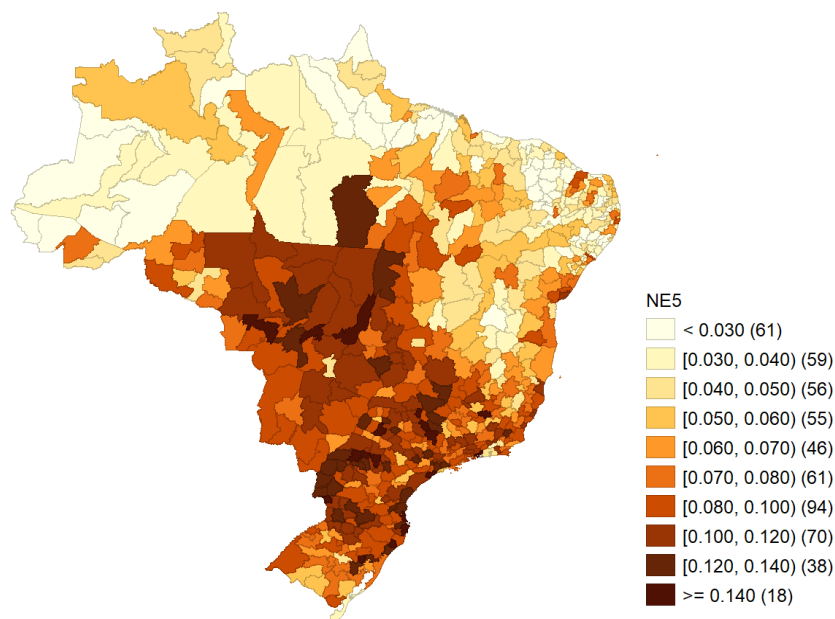 NE5
< 0.030 (61)
[0.030, 0.040) (59)
[0.040, 0.050) (56)
[0.050, 0.060) (55)
[0.060, 0.070) (46)
[0.070, 0.080) (61)
[0.080, 0.100) (94)
[0.100, 0.120) (70)
[0.120, 0.140) (38)
>= 0.140 (18)